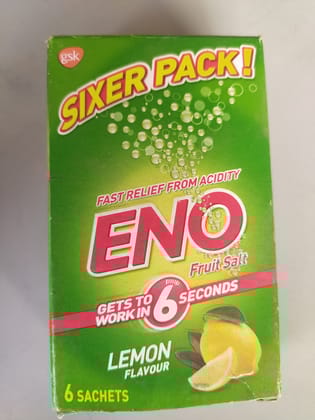 gsk
SIXER PACK!
FAST RELIEF FROM ACIDITY
ENO
Fruit Salt
GETS TO
WORK IN
6
SECONDS
LEMON
FLAVOUR
6 SACHETS